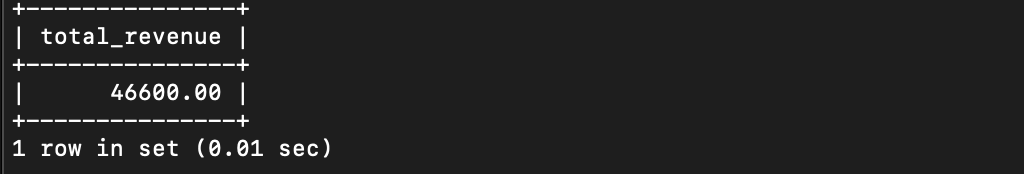 +---------------+
| total_revenue |
+---------------+
|      46600.00 |
+---------------+
1 row in set (0.01 sec)